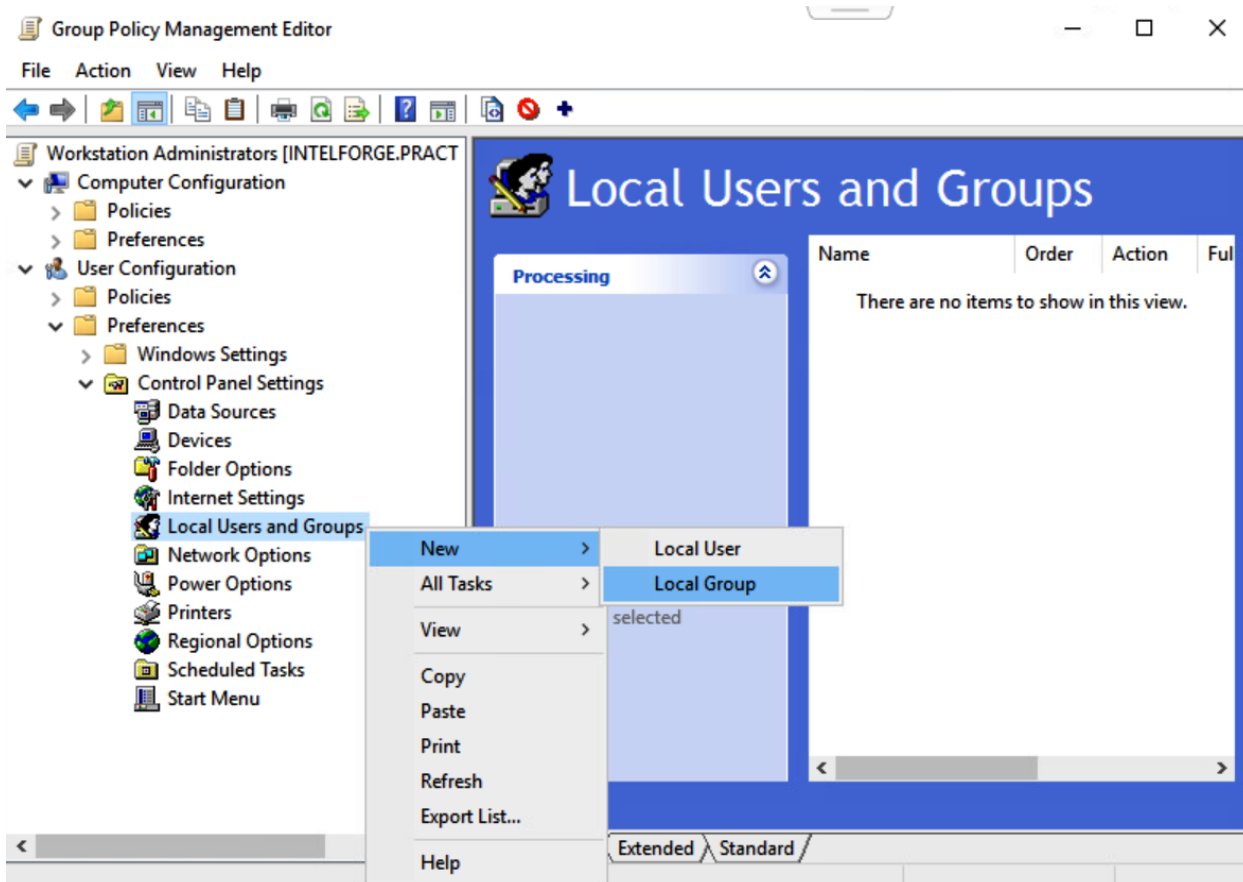 Group Policy Management Editor
File Action View Help
Workstation Administrators [INTELFORGE.PRACT
Computer Configuration
Policies
Preferences
User Configuration
Policies
Preferences
Windows Settings
Control Panel Settings
Data Sources
Devices
Folder Options
Internet Settings
Local Users and Groups
Network Options
Power Options
Printers
Regional Options
Scheduled Tasks
Start Menu
Local Users and Groups
Processing
Name Order Action Ful
There are no items to show in this view.
New
All Tasks
View
Copy
Paste
Print
Refresh
Export List...
Help
Local User
Local Group
selected
Extended Standard